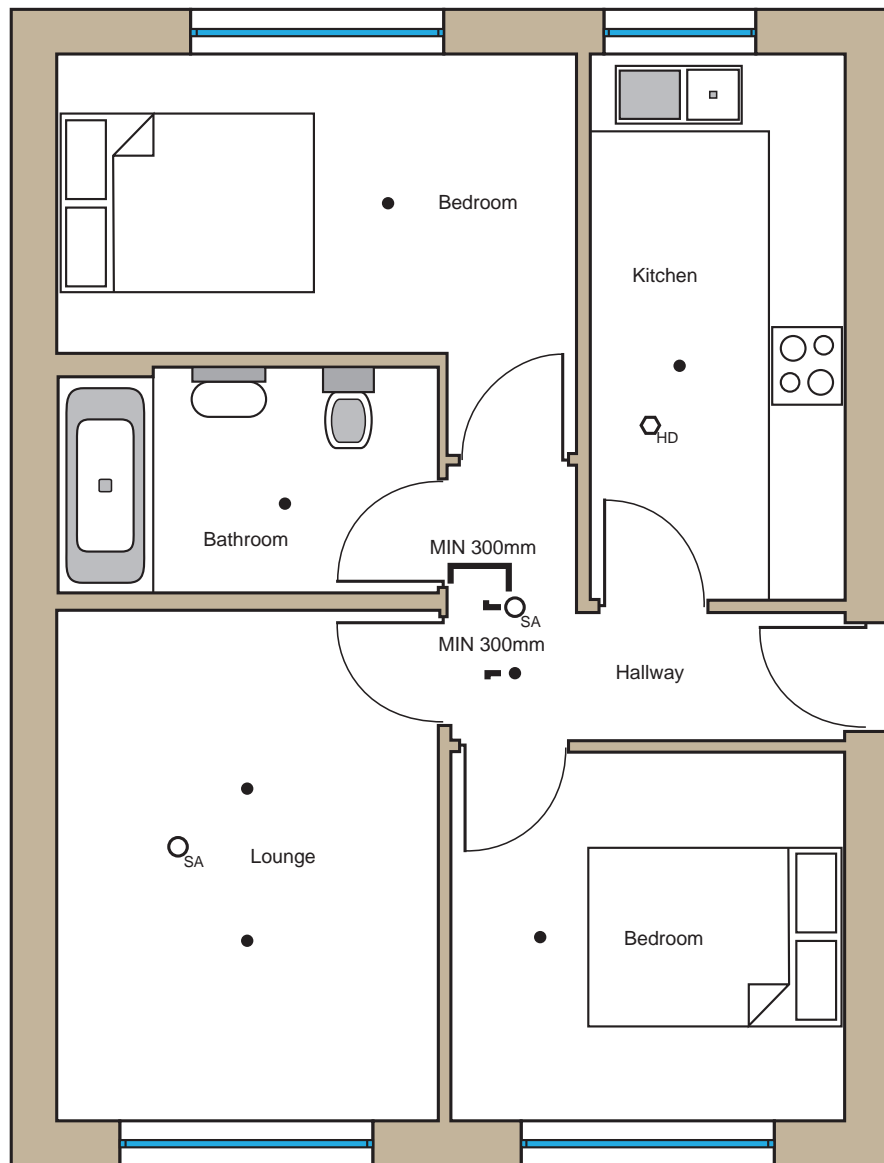 Bedroom
Kitchen
HD
Bathroom
MIN 300mm
SA
MIN 300mm
Hallway
SA
Lounge
Bedroom